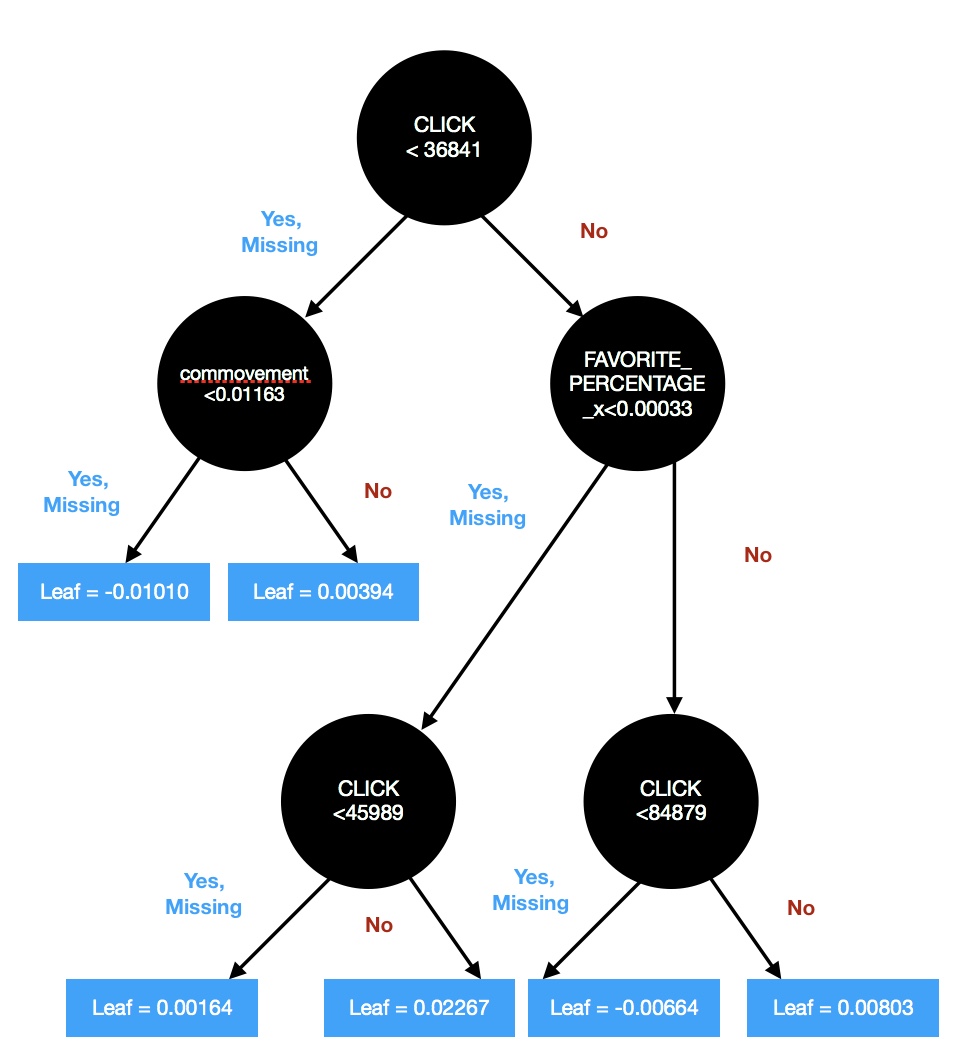 CLICK
< 36841
Yes,
Missing
No
commovement
<0.01163
FAVORITE_
PERCENTAGE
_x<0.00033
Yes,
Missing
No
Yes,
Missing
No
Leaf = -0.01010
Leaf = 0.00394
CLICK
<45989
CLICK
<84879
Yes,
Missing
No
Yes,
Missing
No
Leaf = 0.00164
Leaf = 0.02267
Leaf = -0.00664
Leaf = 0.00803